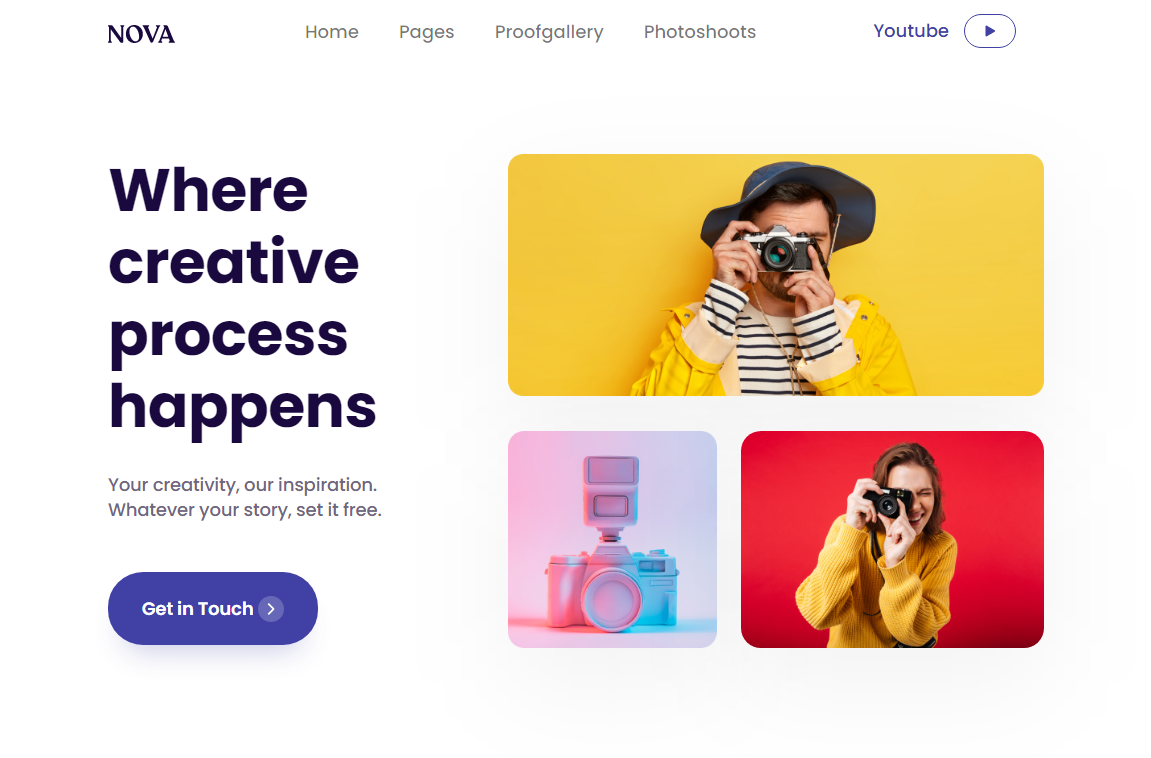 NOVA
Home
Pages
Proofgallery
Photoshoots
Youtube
Where
creative
process
happens
Your creativity, our inspiration.
Whatever your story, set it free.
Get in Touch